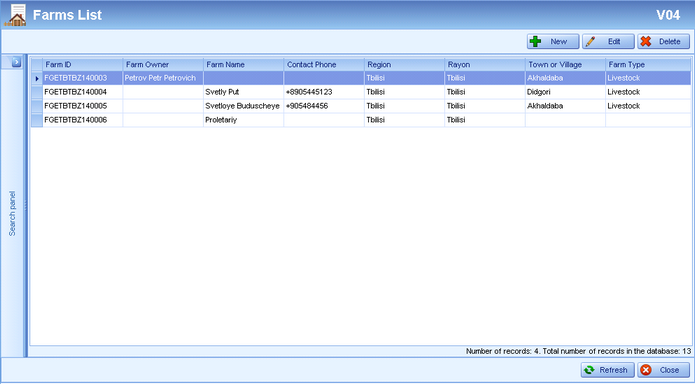 Farms List V04
New Edit Delete
Farm ID Farm Owner Farm Name Contact Phone Region Rayon Town or Village Farm Type
FGETBTBZ140003 Petrov Petr Petrovich Tbilisi Tbilisi Akhaldaba Livestock
FGETBTBZ140004 Svetly Put +8905445123 Tbilisi Tbilisi Didgori Livestock
FGETBTBZ140005 Svetloye Buduscheye +905484456 Tbilisi Tbilisi Akhaldaba Livestock
FGETBTBZ140006 Proletariy Tbilisi Tbilisi
Search panel
Number of records: 4. Total number of records in the database: 13
Refresh Close